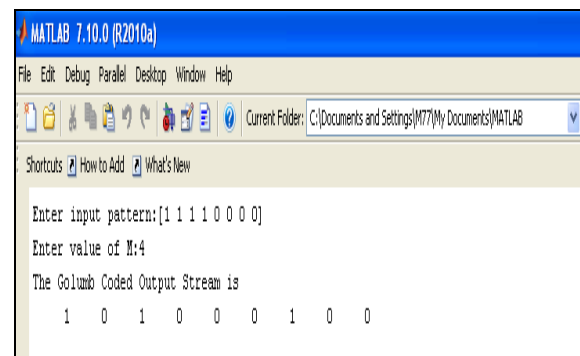 MATLAB 7.10.0 (R2010a)
File Edit Debug Parallel Desktop Window Help
Current Folder: C:\Documents and Settings\M77\My Documents\MATLAB
Shortcuts How to Add What's New
Enter input pattern:[1 1 1 1 0 0 0 0]
Enter value of M:4
The Golumb Coded Output Stream is
1 0 1 0 0 0 1 0 0